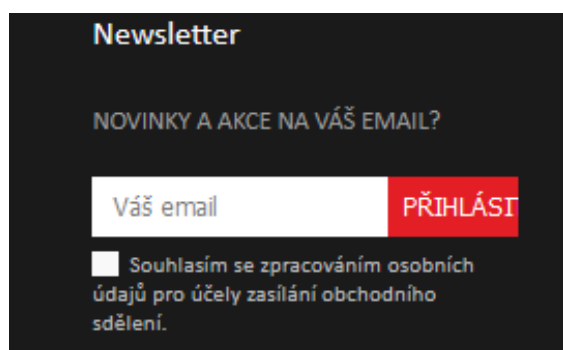 Newsletter
NOVINKY A AKCE NA VÁŠ EMAIL?
Váš email
PŘIHLÁSIT
Souhlasím se zpracováním osobních
údajů pro účely zasílání obchodního
sdělení.